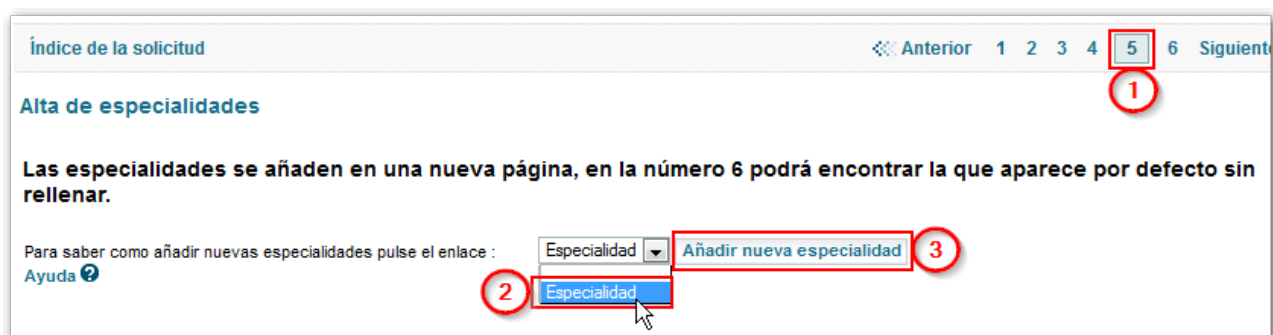 Índice de la solicitud Anterior 1 2 3 4 5 6 Siguient
1
Alta de especialidades
Las especialidades se añaden en una nueva página, en la número 6 podrá encontrar la que aparece por defecto sin
rellenar.
Para saber como añadir nuevas especialidades pulse el enlace : Especialidad Añadir nueva especialidad 3
Ayuda ?
2 Especialidad